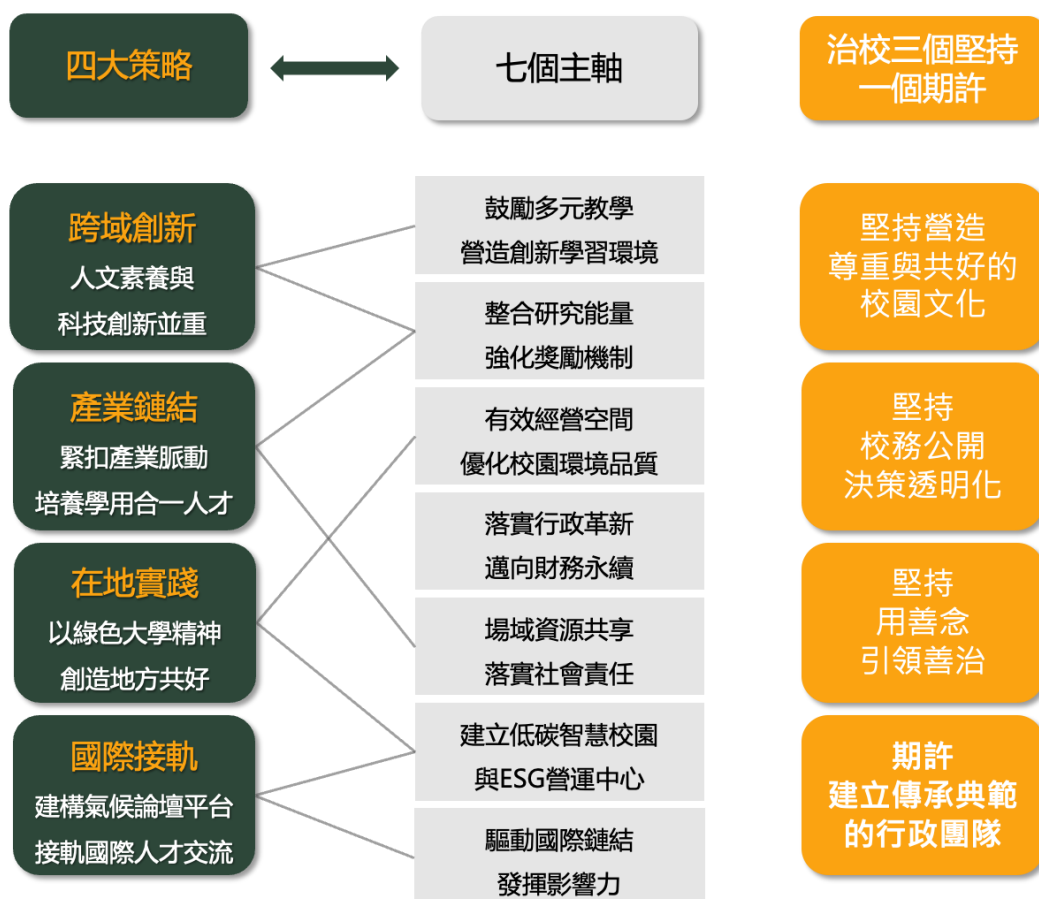 四大策略
七個主軸
治校三個堅持
一個期許
跨域創新
人文素養與
科技創新並重
產業鏈結
緊扣產業脈動
培養學用合一人才
在地實踐
以綠色大學精神
創造地方共好
國際接軌
建構氣候論壇平台
接軌國際人才交流
鼓勵多元教學
營造創新學習環境
整合研究能量
強化獎勵機制
有效經營空間
優化校園環境品質
落實行政革新
邁向財務永續
場域資源共享
落實社會責任
建立低碳智慧校園
與ESG營運中心
驅動國際鏈結
發揮影響力
堅持營造
尊重與共好的
校園文化
堅持
校務公開
決策透明化
堅持
用善念
引領善治
期許
建立傳承典範
的行政團隊